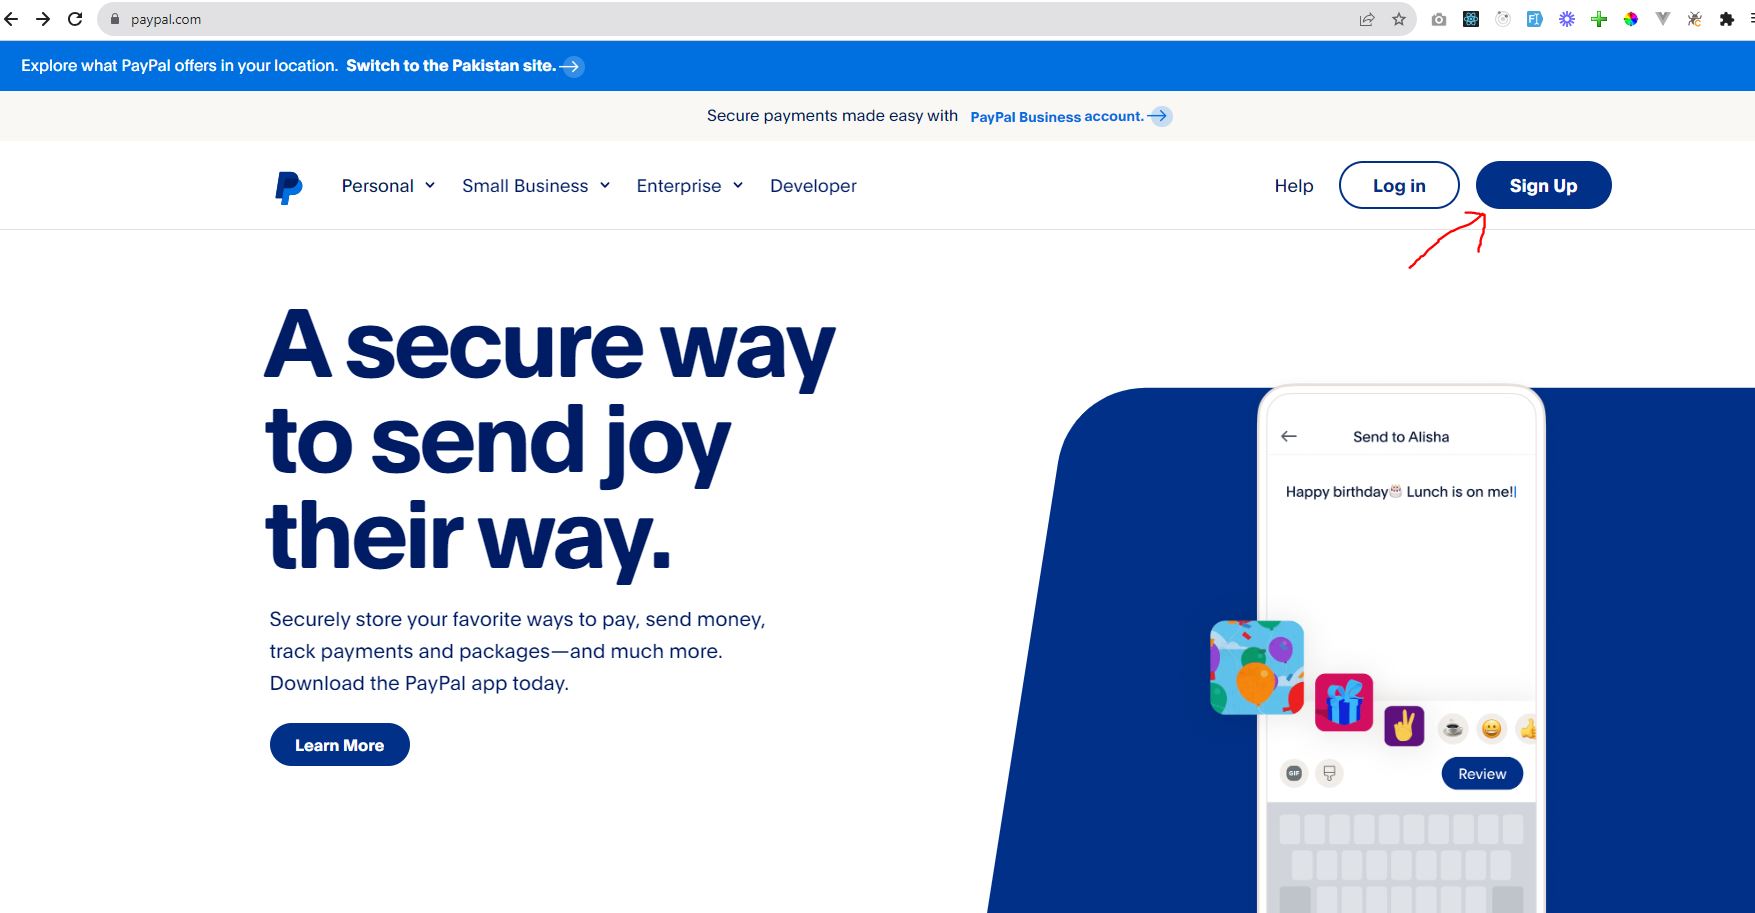 paypal.com
Explore what PayPal offers in your location. Switch to the Pakistan site.
Secure payments made easy with PayPal Business account.
Personal Small Business Enterprise Developer Help Log in Sign Up
A secure way
to send joy
their way.
Securely store your favorite ways to pay, send money,
track payments and packages—and much more.
Download the PayPal app today.
Learn More
Send to Alisha
Happy birthday🎂 Lunch is on me!
GIF
Review